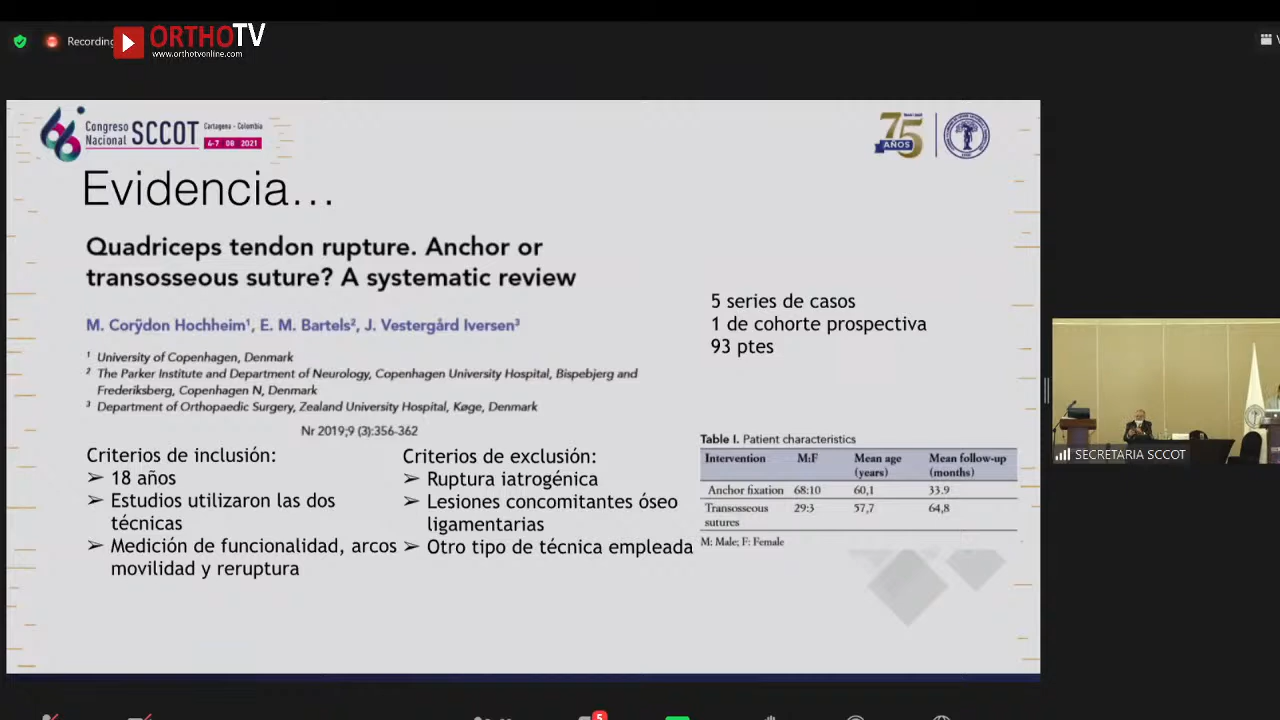 Recording
ORTHOTV
www.orthotvonline.com
Congreso
Nacional SCCOT
Cartagena - Colombia
4-7 08 2021
75
AÑOS
Evidencia...
Quadriceps tendon rupture. Anchor or
transosseous suture? A systematic review
M. Corÿdon Hochheim¹, E. M. Bartels², J. Vestergård Iversen³
¹ University of Copenhagen, Denmark
² The Parker Institute and Department of Neurology, Copenhagen University Hospital, Bispebjerg and
Frederiksberg, Copenhagen N, Denmark
³ Department of Orthopaedic Surgery, Zealand University Hospital, Køge, Denmark
Nr 2019;9 (3):356-362
Criterios de inclusión:
➢ 18 años
➢ Estudios utilizaron las dos
técnicas
➢ Medición de funcionalidad, arcos
movilidad y reruptura
Criterios de exclusión:
➢ Ruptura iatrogénica
➢ Lesiones concomitantes óseo
ligamentarias
➢ Otro tipo de técnica empleada
5 series de casos
1 de cohorte prospectiva
93 ptes
Table I. Patient characteristics
Intervention M:F Mean age (years) Mean follow-up (months)
Anchor fixation 68:10 60,1 33.9
Transosseous sutures 29:3 57,7 64,8
M: Male; F: Female
SECRETARIA SCCOT
5